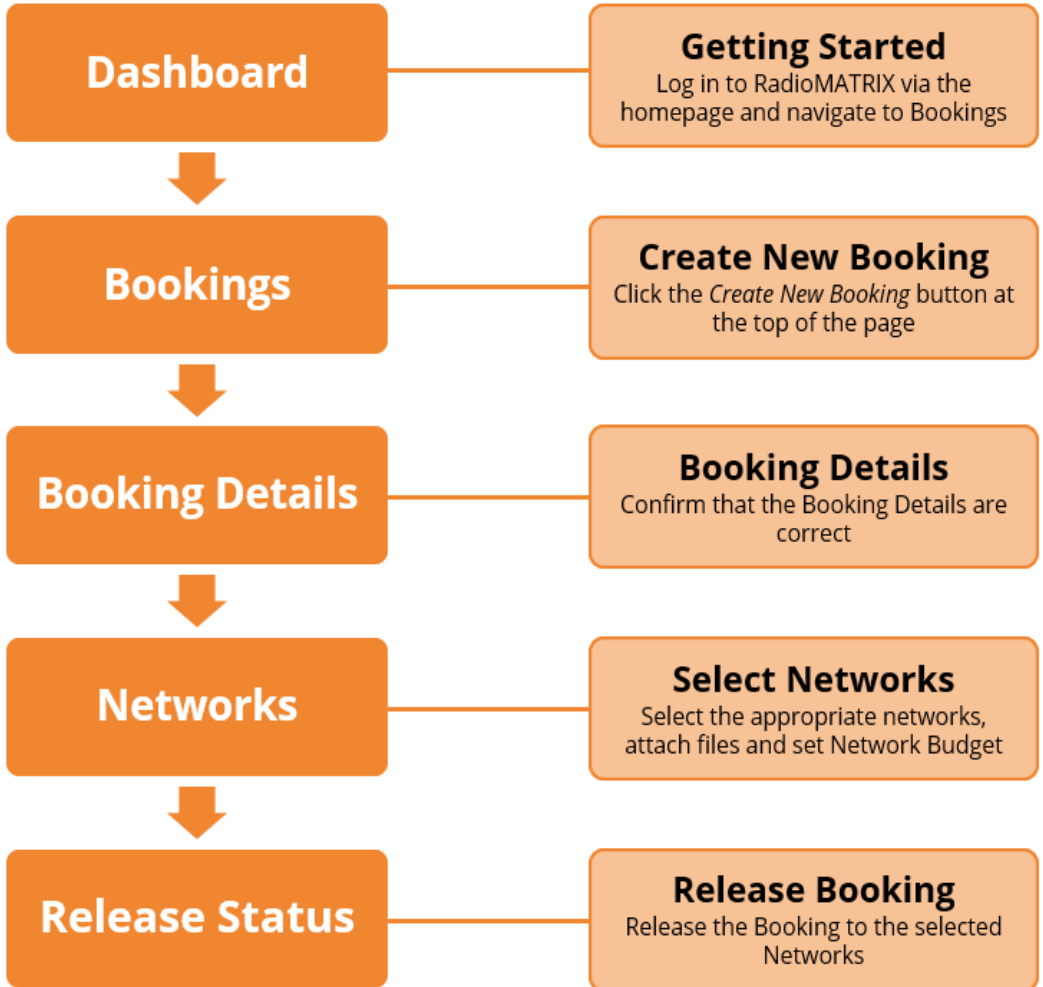 Dashboard
Getting Started
Log in to RadioMATRIX via the
homepage and navigate to Bookings
Bookings
Create New Booking
Click the Create New Booking button at
the top of the page
Booking Details
Booking Details
Confirm that the Booking Details are
correct
Networks
Select Networks
Select the appropriate networks,
attach files and set Network Budget
Release Status
Release Booking
Release the Booking to the selected
Networks